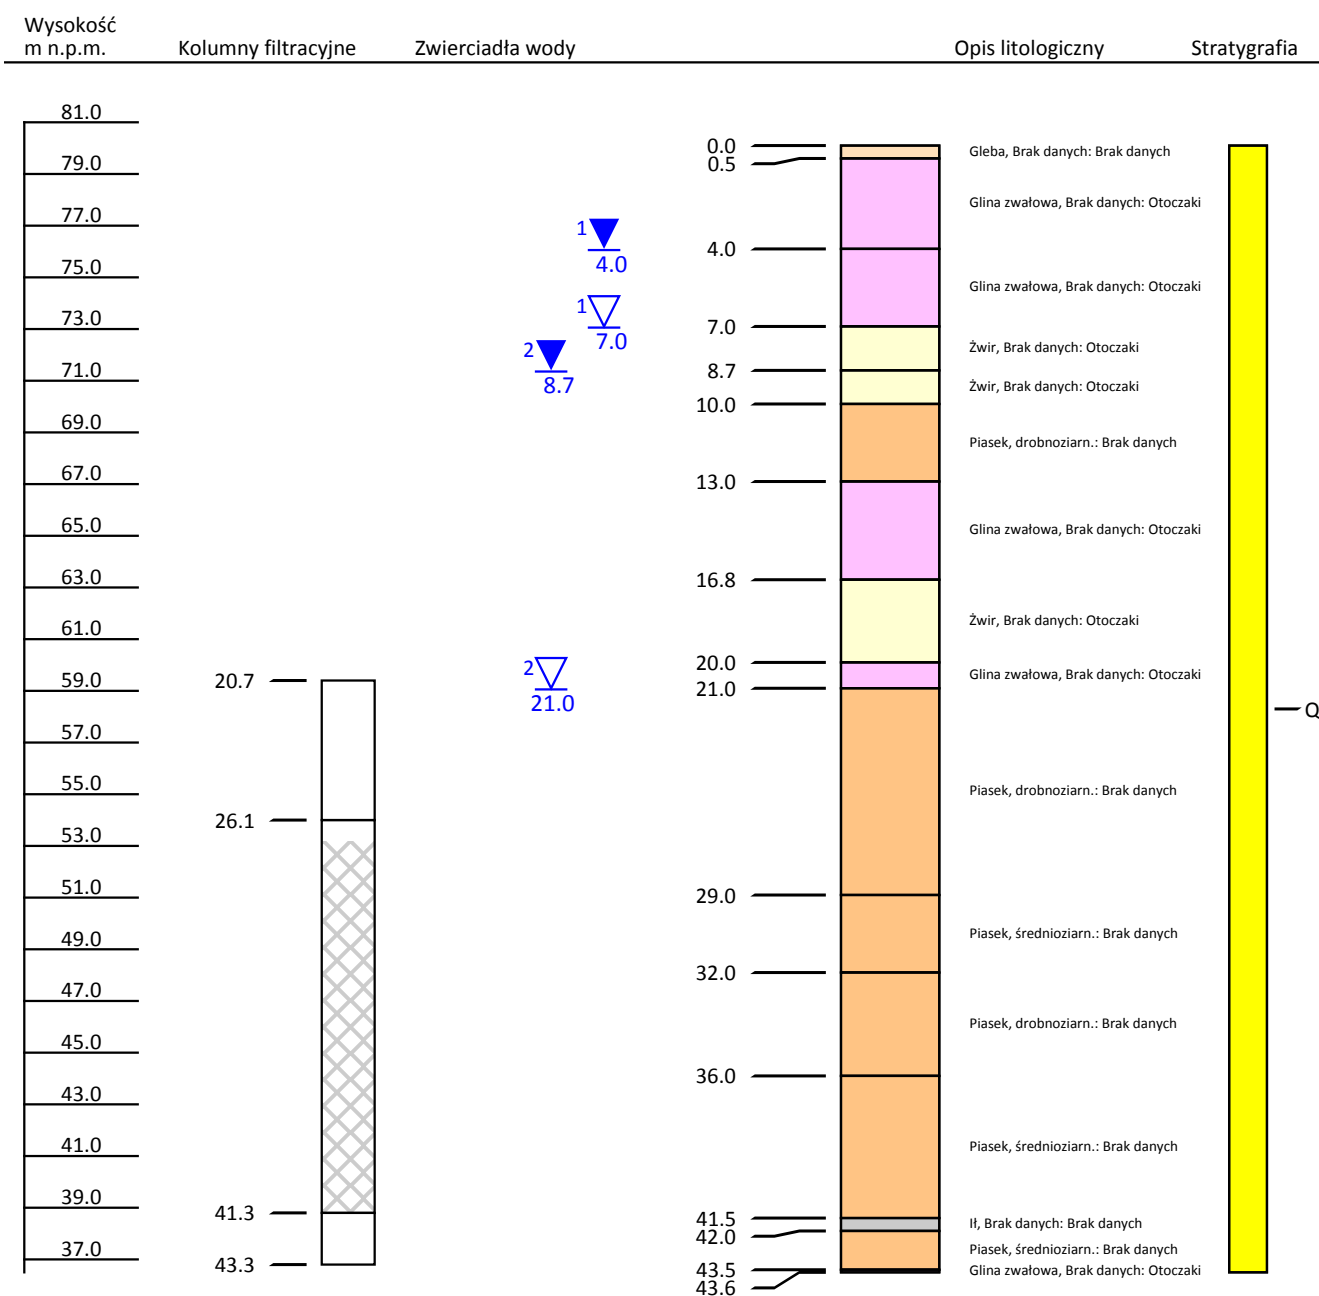 Wysokość
m n.p.m.
Kolumny filtracyjne
Zwierciadła wody
Opis litologiczny
Stratygrafia
81.0
79.0
77.0
75.0
73.0
71.0
69.0
67.0
65.0
63.0
61.0
59.0
57.0
55.0
53.0
51.0
49.0
47.0
45.0
43.0
41.0
39.0
37.0
20.7
26.1
41.3
43.3
1
4.0
1
7.0
2
8.7
2
21.0
0.0
0.5
4.0
7.0
8.7
10.0
13.0
16.8
20.0
21.0
29.0
32.0
36.0
41.5
42.0
43.5
43.6
Gleba, Brak danych: Brak danych
Glina zwałowa, Brak danych: Otoczaki
Glina zwałowa, Brak danych: Otoczaki
Żwir, Brak danych: Otoczaki
Żwir, Brak danych: Otoczaki
Piasek, drobnoziarn.: Brak danych
Glina zwałowa, Brak danych: Otoczaki
Żwir, Brak danych: Otoczaki
Glina zwałowa, Brak danych: Otoczaki
Piasek, drobnoziarn.: Brak danych
Piasek, średnioziarn.: Brak danych
Piasek, drobnoziarn.: Brak danych
Piasek, średnioziarn.: Brak danych
Ił, Brak danych: Brak danych
Piasek, średnioziarn.: Brak danych
Glina zwałowa, Brak danych: Otoczaki
Q